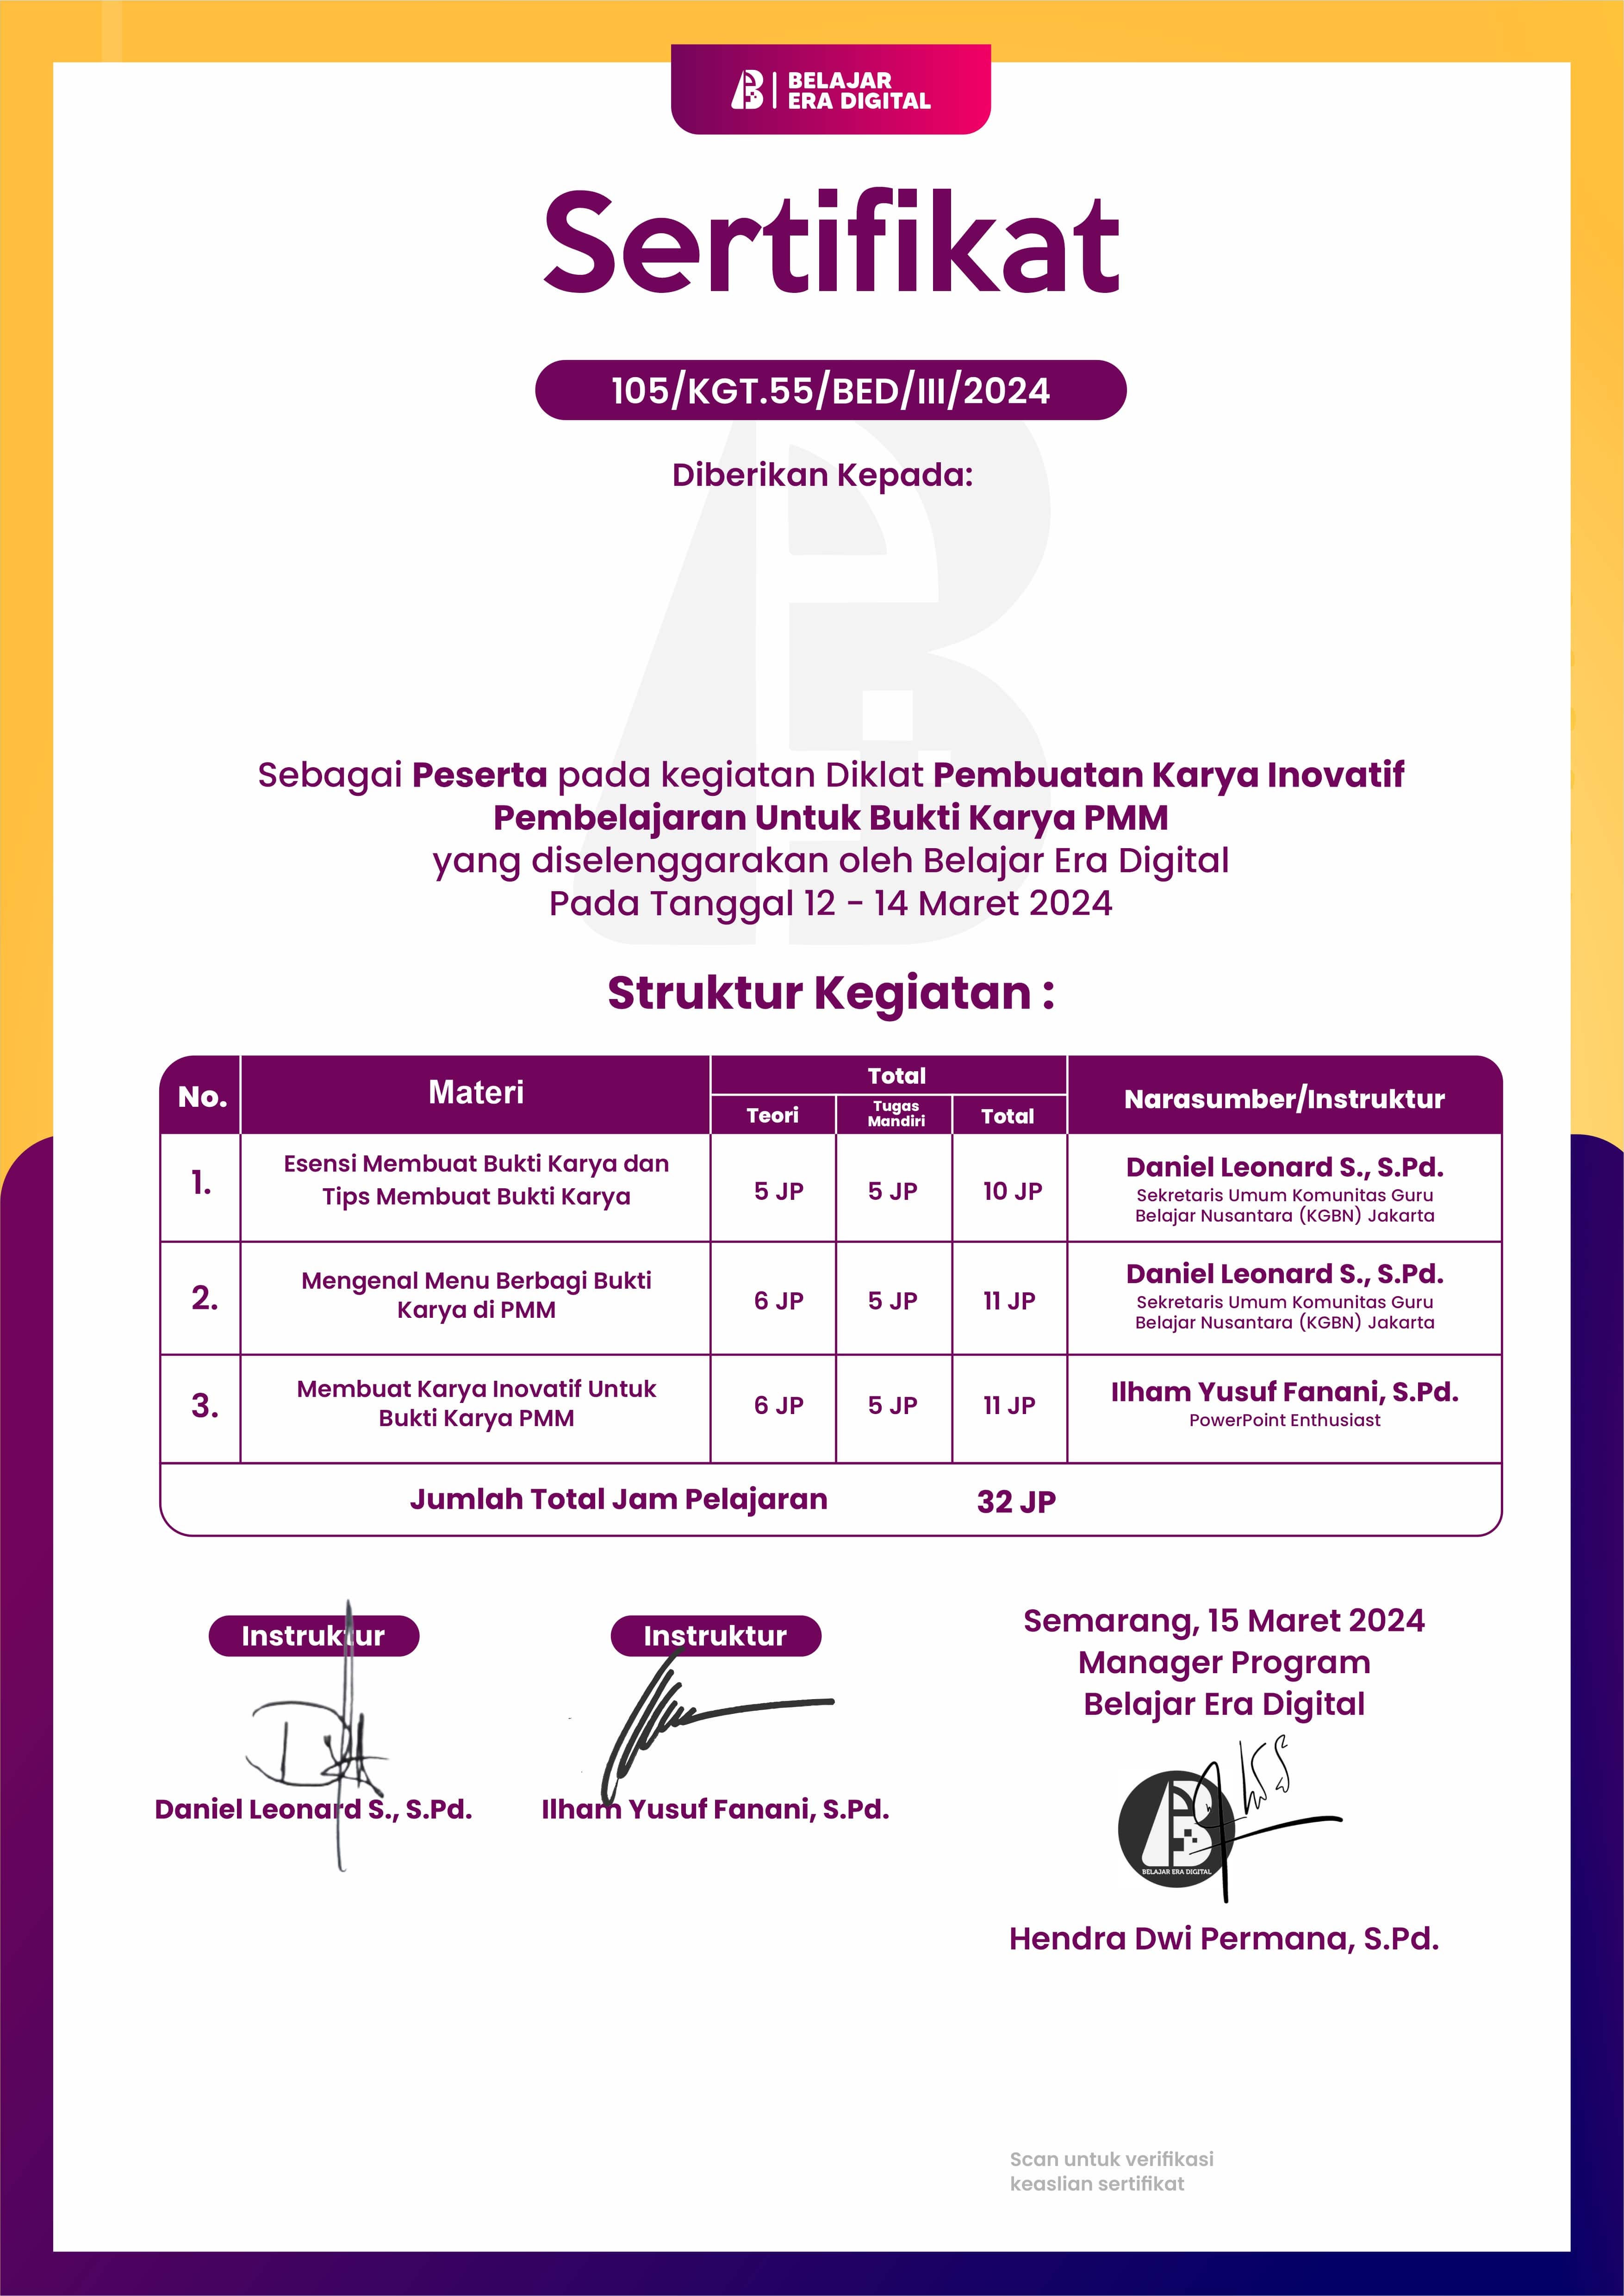 BELAJAR
ERA DIGITAL
Sertifikat
105/KGT.55/BED/III/2024
Diberikan Kepada:
Sebagai Peserta pada kegiatan Diklat Pembuatan Karya Inovatif
Pembelajaran Untuk Bukti Karya PMM
yang diselenggarakan oleh Belajar Era Digital
Pada Tanggal 12 - 14 Maret 2024
Struktur Kegiatan :
No. Materi Total Narasumber/Instruktur
Teori Tugas Mandiri Total
1. Esensi Membuat Bukti Karya dan
Tips Membuat Bukti Karya
5 JP 5 JP 10 JP
Daniel Leonard S., S.Pd.
Sekretaris Umum Komunitas Guru
Belajar Nusantara (KGBN) Jakarta
2. Mengenal Menu Berbagi Bukti
Karya di PMM
6 JP 5 JP 11 JP
Daniel Leonard S., S.Pd.
Sekretaris Umum Komunitas Guru
Belajar Nusantara (KGBN) Jakarta
3. Membuat Karya Inovatif Untuk
Bukti Karya PMM
6 JP 5 JP 11 JP
Ilham Yusuf Fanani, S.Pd.
PowerPoint Enthusiast
Jumlah Total Jam Pelajaran 32 JP
Instruktur
Daniel Leonard S., S.Pd.
Instruktur
Ilham Yusuf Fanani, S.Pd.
Semarang, 15 Maret 2024
Manager Program
Belajar Era Digital
BELAJAR ERA DIGITAL
Hendra Dwi Permana, S.Pd.
Scan untuk verifikasi
keaslian sertifikat